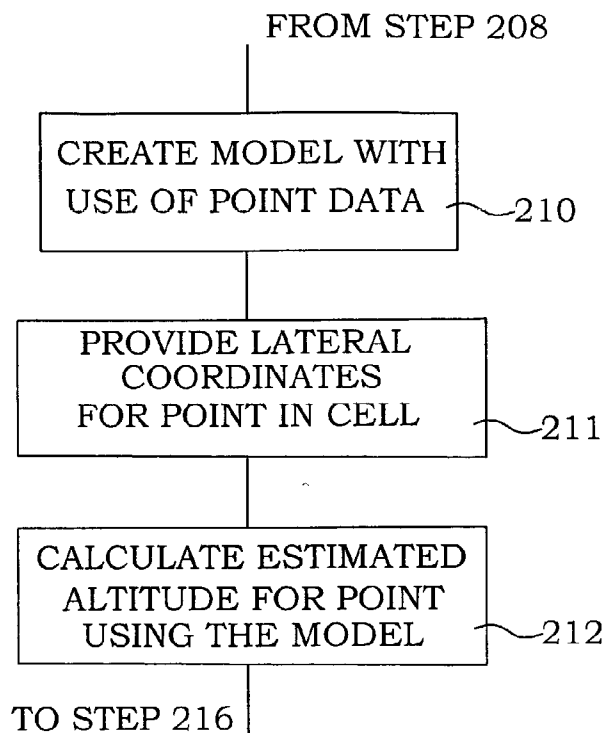 FROM STEP 208
CREATE MODEL WITH
USE OF POINT DATA
210
PROVIDE LATERAL
COORDINATES
FOR POINT IN CELL
211
CALCULATE ESTIMATED
ALTITUDE FOR POINT
USING THE MODEL
212
TO STEP 216